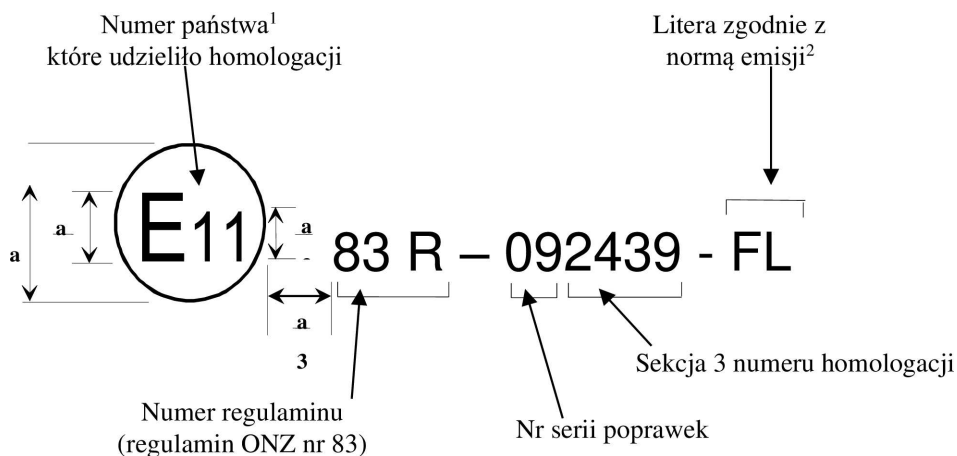 Numer państwa¹
które udzieliło homologacji
Litera zgodnie z
normą emisji²
a
a
E11
a
83 R – 092439 - FL
a
3
Sekcja 3 numeru homologacji
Numer regulaminu
(regulamin ONZ nr 83)
Nr serii poprawek